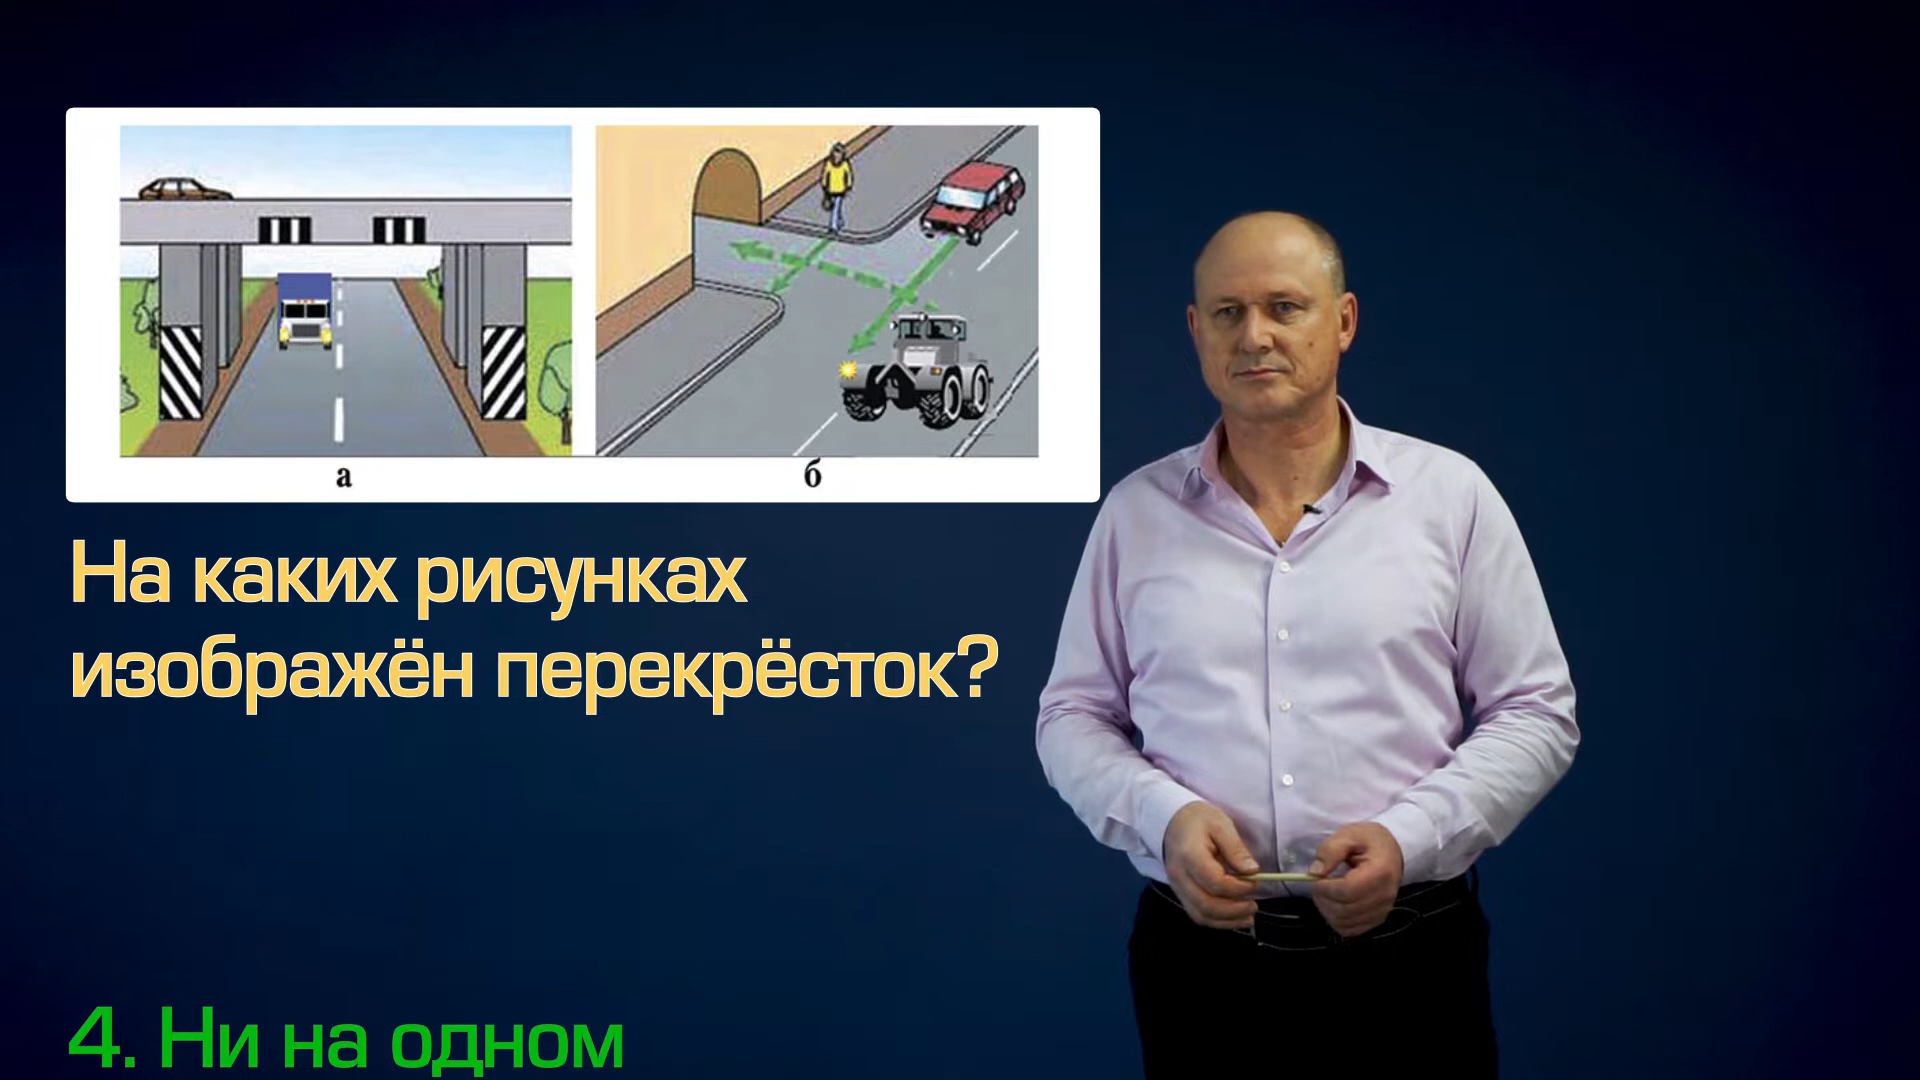 а
б
На каких рисунках
изображён перекрёсток?
4. Ни на одном